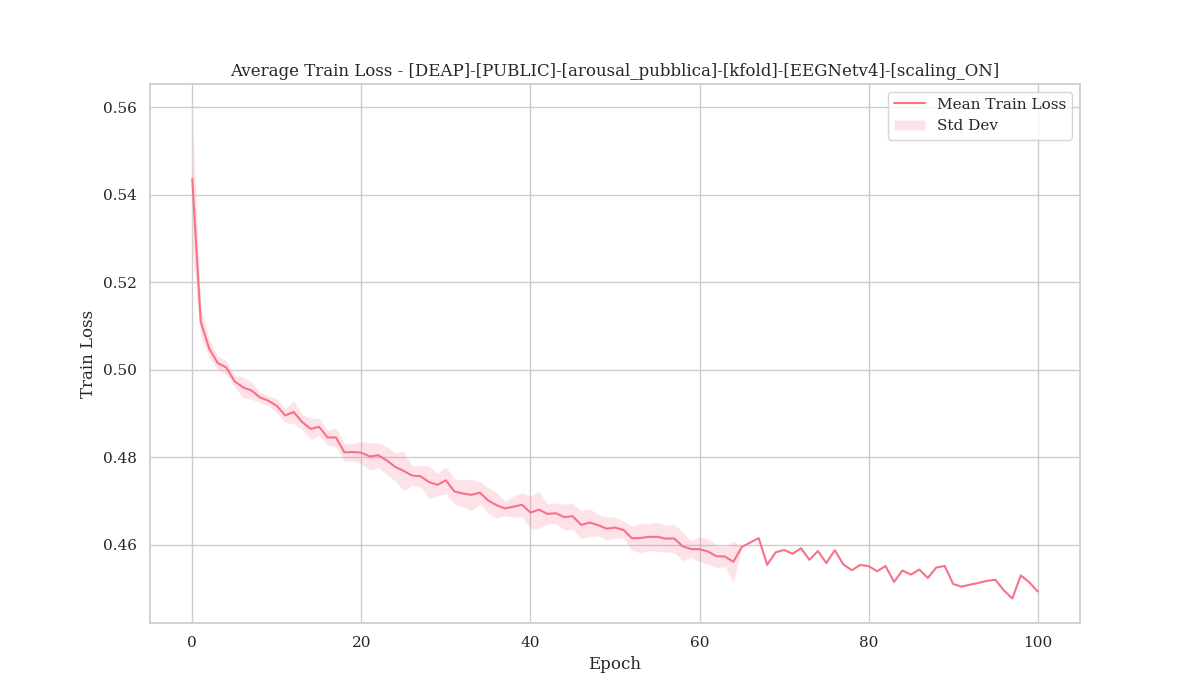 Average Train Loss - [DEAP]-[PUBLIC]-[arousal_pubblica]-[kfold]-[EEGNetv4]-[scaling_ON]
Mean Train Loss
Std Dev
0.56
0.54
0.52
0.50
0.48
0.46
Train Loss
0 20 40 60 80 100
Epoch